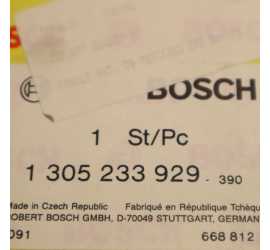 BOSCH
1 St/Pc
1 305 233 929 - 390
Made in Czech Republic Fabriqué en République Tchèqu
ROBERT BOSCH GMBH, D-70049 STUTTGART, GERMAN
091 668 812